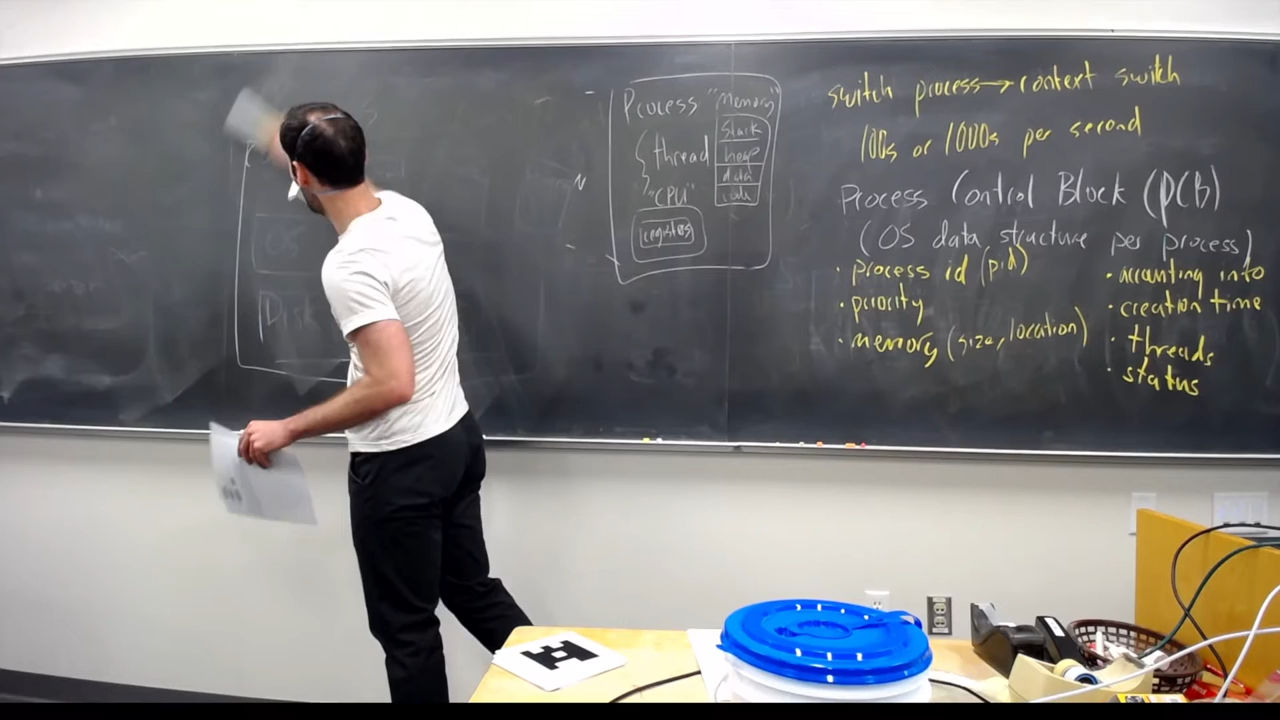 OS
Disk
Process "Memory"
stack
thread
heap
data
code
"CPU"
registers
N
switch process→context switch
100s or 1000s per second
Process Control Block (PCB)
(OS data structure per process)
• process id (pid)
• priority
• memory (size, location)
• accounting info
• creation time
• threads
• status